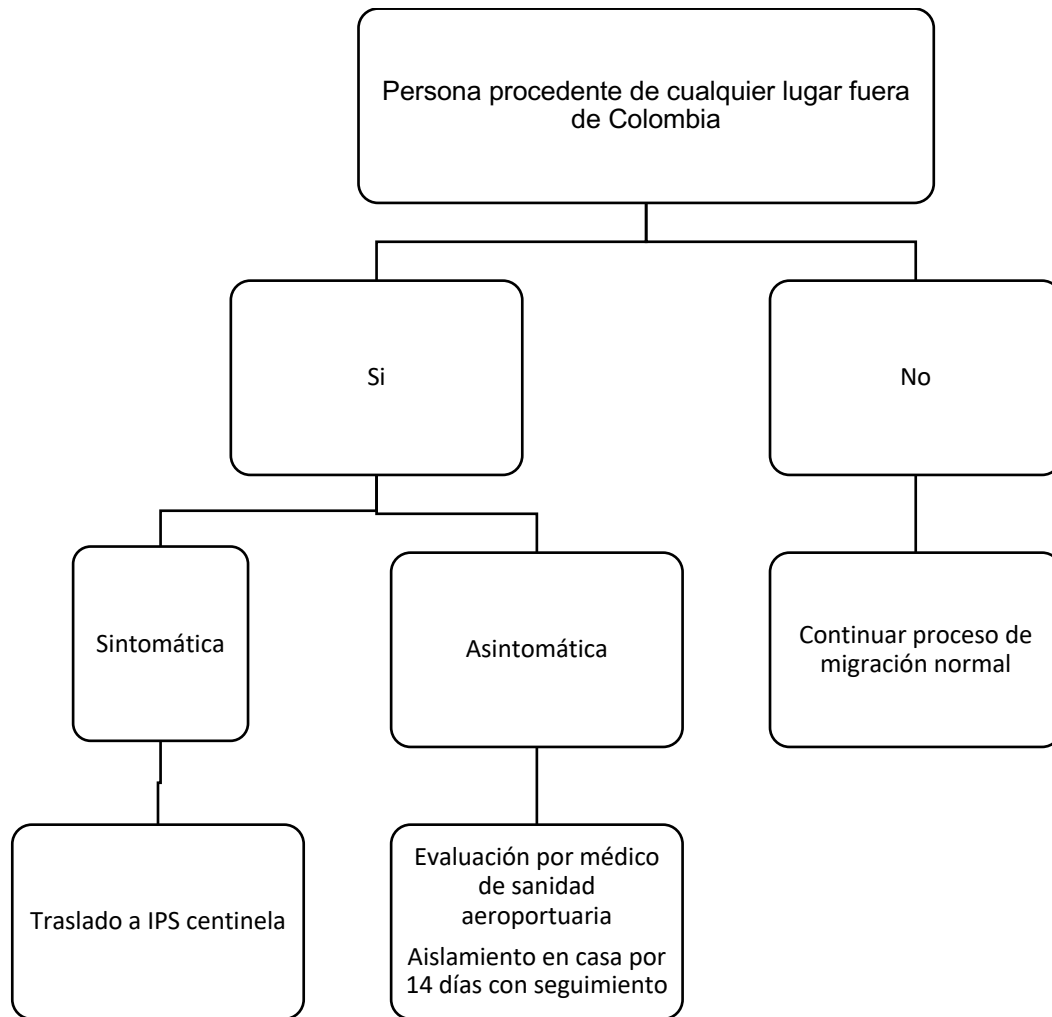 Persona procedente de cualquier lugar fuera
de Colombia
Si
No
Sintomática
Asintomática
Continuar proceso de
migración normal
Traslado a IPS centinela
Evaluación por médico
de sanidad
aeroportuaria
Aislamiento en casa por
14 días con seguimiento